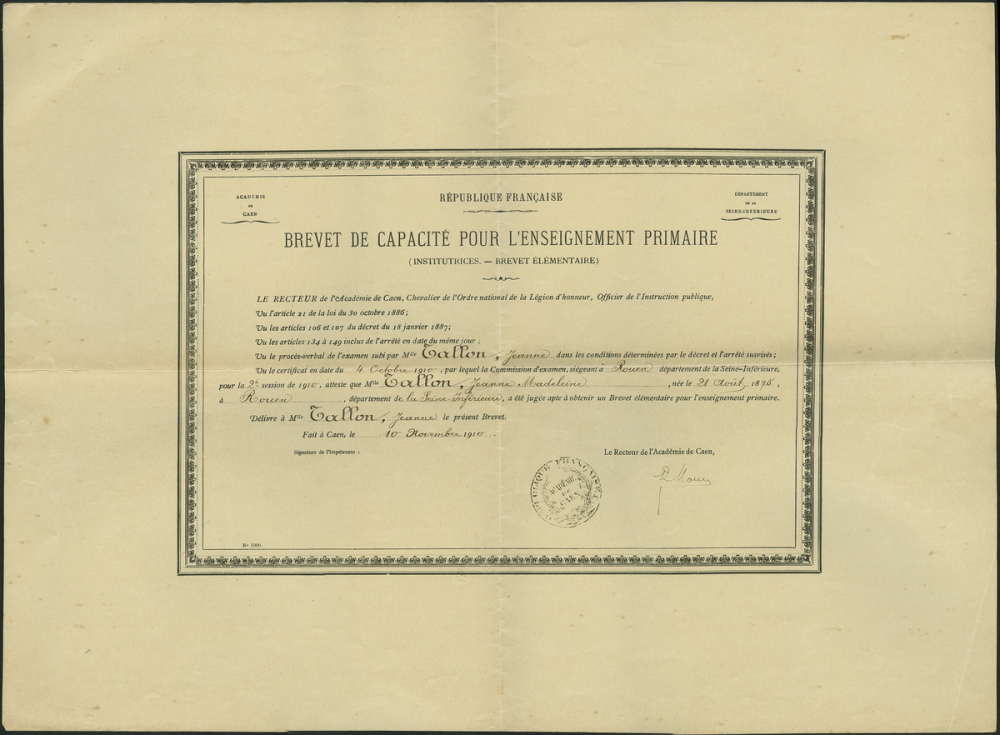 ACADÉMIE
DE
CAEN
RÉPUBLIQUE FRANÇAISE
DÉPARTEMENT
DE LA
SEINE-INFÉRIEURE
BREVET DE CAPACITÉ POUR L'ENSEIGNEMENT PRIMAIRE
(INSTITUTRICES. — BREVET ÉLÉMENTAIRE)
LE RECTEUR de l'Académie de Caen, Chevalier de l'Ordre national de la Légion d'honneur, Officier de l'Instruction publique,
Vu l'article 21 de la loi du 30 octobre 1886;
Vu les articles 106 et 107 du décret du 18 janvier 1887;
Vu les articles 134 à 149 inclus de l'arrêté en date du même jour;
Vu le procès-verbal de l'examen subi par Mlle Tallon, Jeanne dans les conditions déterminées par le décret et l'arrêté susvisés;
Vu le certificat en date du 4 Octobre 1910, par lequel la Commission d'examen, siégeant à Rouen département de la Seine-Inférieure,
pour la 2e session de 1910, atteste que Mlle Tallon, Jeanne Madeleine, née le 21 Août 1895,
à Rouen, département de la Seine Inférieure, a été jugée apte à obtenir un Brevet élémentaire pour l'enseignement primaire.
Délivre à Mlle Tallon, Jeanne le présent Brevet.
Fait à Caen, le 10 Novembre 1910.
Signature de l'Impétrante :
Le Recteur de l'Académie de Caen,
ACADÉMIE
DE
CAEN